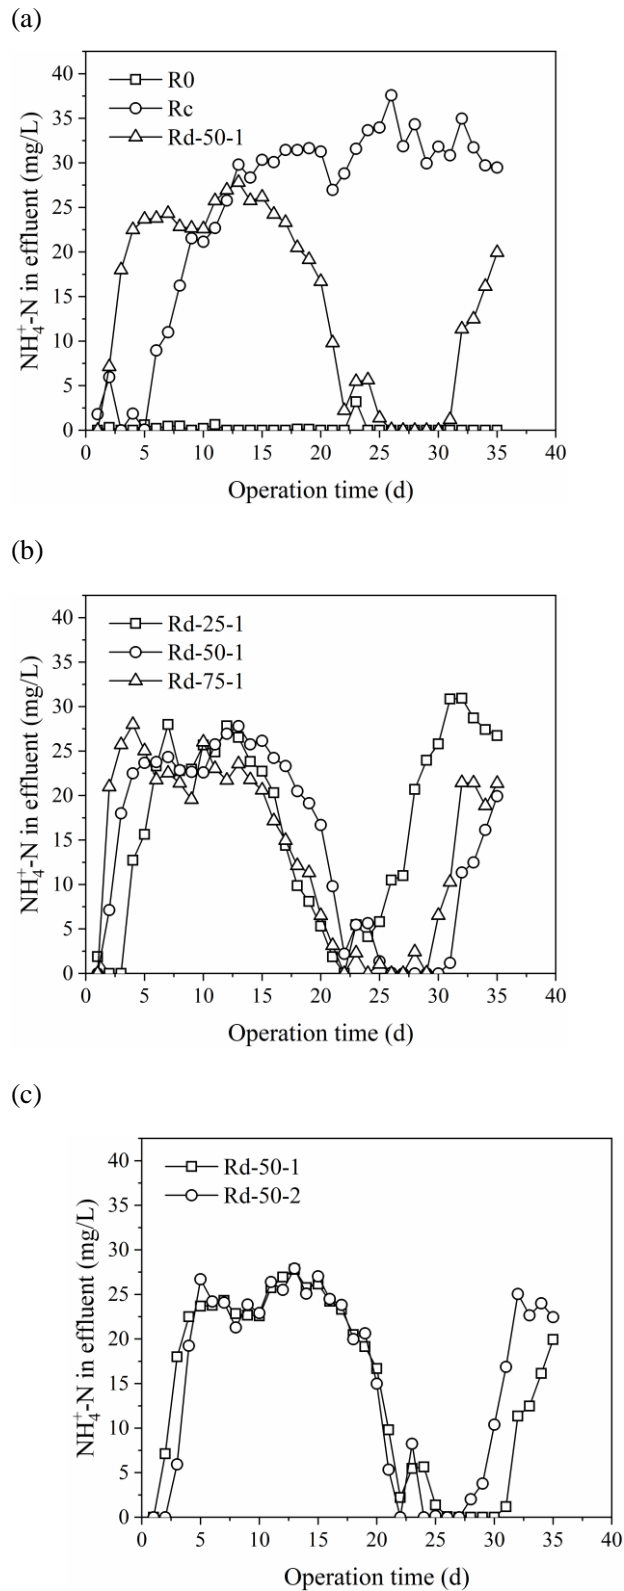 (a)
40
35
30
25
20
15
10
5
0
NH₄⁺-N in effluent (mg/L)
R0
Rc
Rd-50-1
0 5 10 15 20 25 30 35 40
Operation time (d)
(b)
40
35
30
25
20
15
10
5
0
NH₄⁺-N in effluent (mg/L)
Rd-25-1
Rd-50-1
Rd-75-1
0 5 10 15 20 25 30 35 40
Operation time (d)
(c)
40
35
30
25
20
15
10
5
0
NH₄⁺-N in effluent (mg/L)
Rd-50-1
Rd-50-2
0 5 10 15 20 25 30 35 40
Operation time (d)